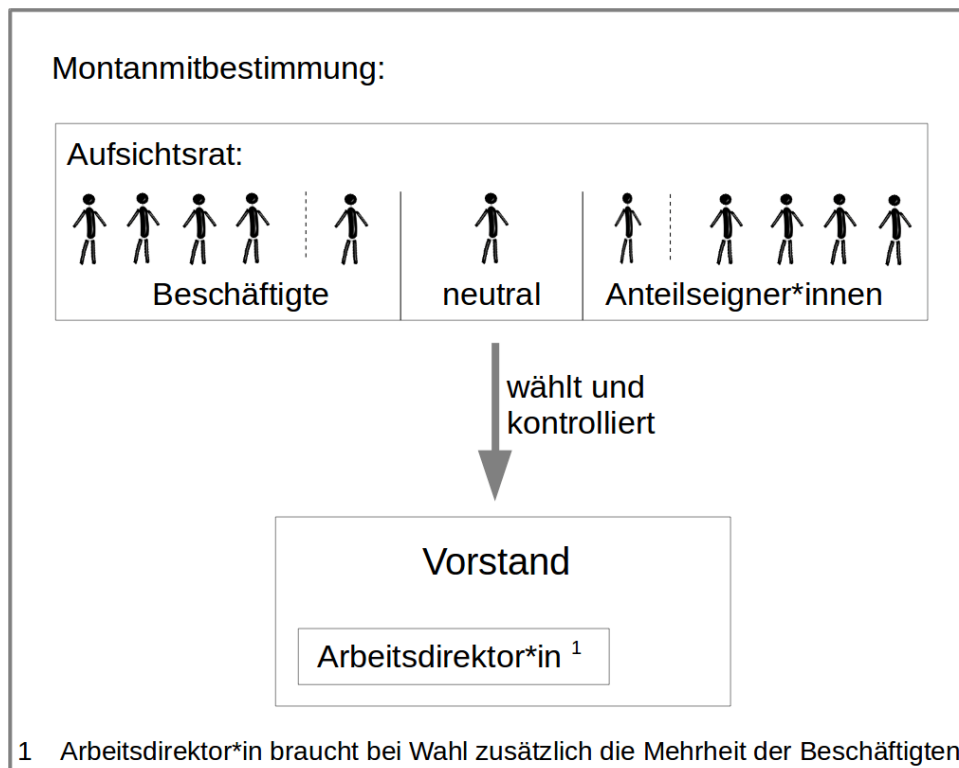 Montanmitbestimmung:
Aufsichtsrat:
Beschäftigte
neutral
Anteilseigner*innen
wählt und
kontrolliert
Vorstand
Arbeitsdirektor*in 1
1 Arbeitsdirektor*in braucht bei Wahl zusätzlich die Mehrheit der Beschäftigten